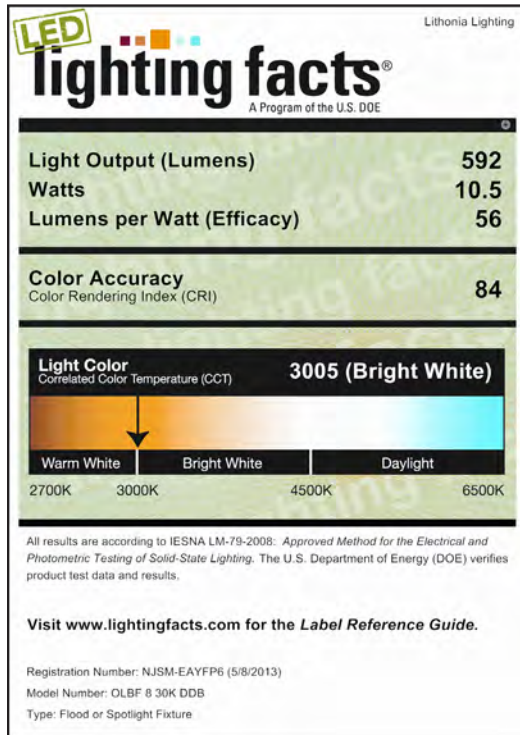 Lithonia Lighting
LED
lighting facts®
A Program of the U.S. DOE
Light Output (Lumens) 592
Watts 10.5
Lumens per Watt (Efficacy) 56
Color Accuracy
Color Rendering Index (CRI) 84
Light Color
Correlated Color Temperature (CCT) 3005 (Bright White)
Warm White Bright White Daylight
2700K 3000K 4500K 6500K
All results are according to IESNA LM-79-2008: Approved Method for the Electrical and
Photometric Testing of Solid-State Lighting. The U.S. Department of Energy (DOE) verifies
product test data and results.
Visit www.lightingfacts.com for the Label Reference Guide.
Registration Number: NJSM-EAYFP6 (5/8/2013)
Model Number: OLBF 8 30K DDB
Type: Flood or Spotlight Fixture